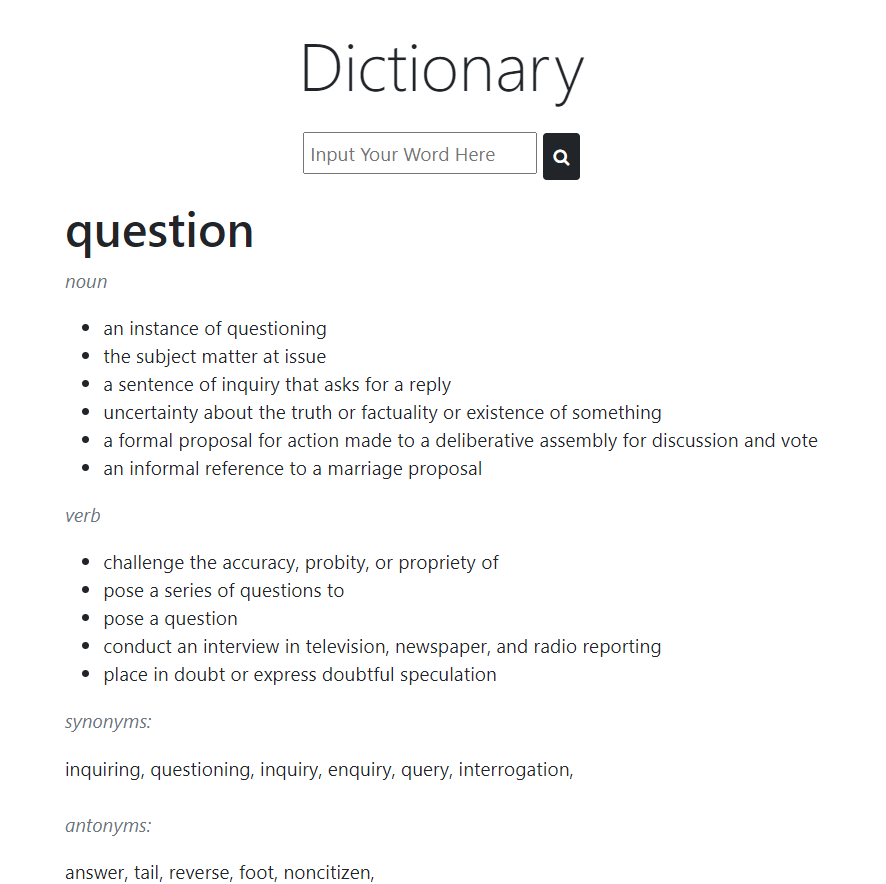 Dictionary
Input Your Word Here
question
noun
an instance of questioning
the subject matter at issue
a sentence of inquiry that asks for a reply
uncertainty about the truth or factuality or existence of something
a formal proposal for action made to a deliberative assembly for discussion and vote
an informal reference to a marriage proposal
verb
challenge the accuracy, probity, or propriety of
pose a series of questions to
pose a question
conduct an interview in television, newspaper, and radio reporting
place in doubt or express doubtful speculation
synonyms:
inquiring, questioning, inquiry, enquiry, query, interrogation,
antonyms:
answer, tail, reverse, foot, noncitizen,